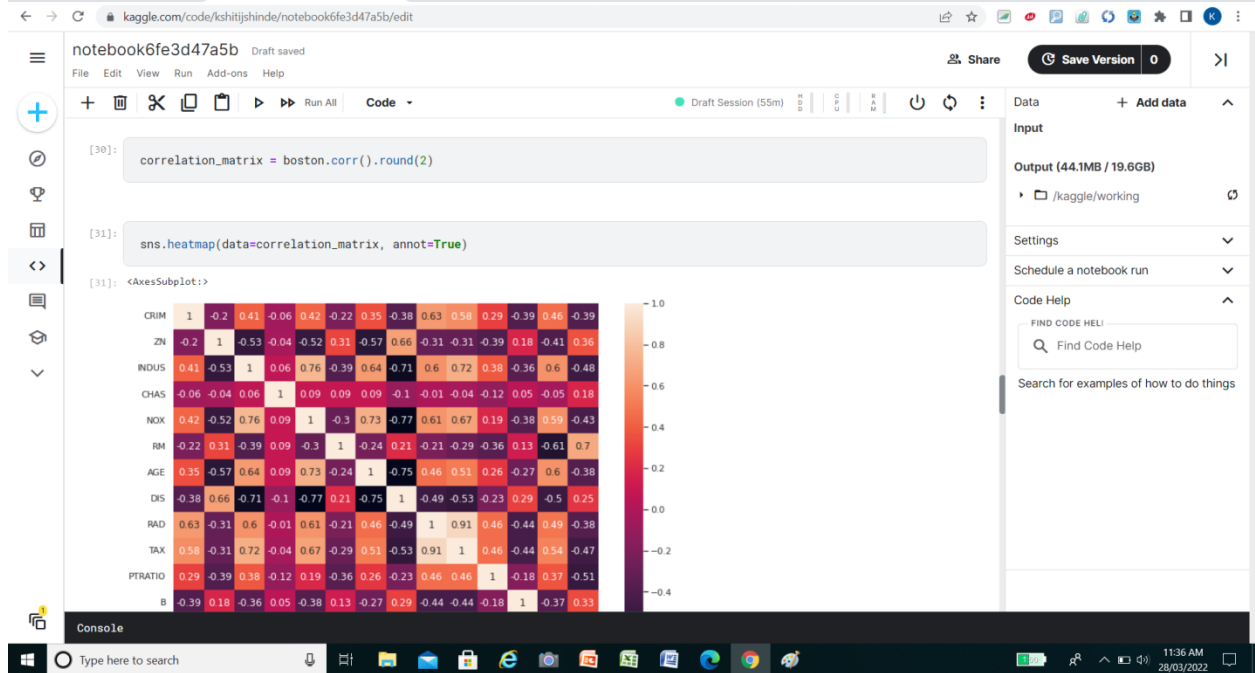 kaggle.com/code/kshitijshinde/notebook6fe3d47a5b/edit
K
notebook6fe3d47a5b Draft saved
File Edit View Run Add-ons Help
Share
Save Version 0
Run All Code
Draft Session (55m) HDD CPU RAM
Data + Add data
Input
Output (44.1MB / 19.6GB)
/kaggle/working
Settings
Schedule a notebook run
Code Help
FIND CODE HEL
Find Code Help
Search for examples of how to do things
[30]: correlation_matrix = boston.corr().round(2)
[31]: sns.heatmap(data=correlation_matrix, annot=True)
[31]: <AxesSubplot:>
CRIM 1 -0.2 0.41 -0.06 0.42 -0.22 0.35 -0.38 0.63 0.58 0.29 -0.39 0.46 -0.39
ZN -0.2 1 -0.53 -0.04 -0.52 0.31 -0.57 0.66 -0.31 -0.31 -0.39 0.18 -0.41 0.36
INDUS 0.41 -0.53 1 0.06 0.76 -0.39 0.64 -0.71 0.6 0.72 0.38 -0.36 0.6 -0.48
CHAS -0.06 -0.04 0.06 1 0.09 0.09 0.09 -0.1 -0.01 -0.04 -0.12 0.05 -0.05 0.18
NOX 0.42 -0.52 0.76 0.09 1 -0.3 0.73 -0.77 0.61 0.67 0.19 -0.38 0.59 -0.43
RM -0.22 0.31 -0.39 0.09 -0.3 1 -0.24 0.21 -0.21 -0.29 -0.36 0.13 -0.61 0.7
AGE 0.35 -0.57 0.64 0.09 0.73 -0.24 1 -0.75 0.46 0.51 0.26 -0.27 0.6 -0.38
DIS -0.38 0.66 -0.71 -0.1 -0.77 0.21 -0.75 1 -0.49 -0.53 -0.23 0.29 -0.5 0.25
RAD 0.63 -0.31 0.6 -0.01 0.61 -0.21 0.46 -0.49 1 0.91 0.46 -0.44 0.49 -0.38
TAX 0.58 -0.31 0.72 -0.04 0.67 -0.29 0.51 -0.53 0.91 1 0.46 -0.44 0.54 -0.47
PTRATIO 0.29 -0.39 0.38 -0.12 0.19 -0.36 0.26 -0.23 0.46 0.46 1 -0.18 0.37 -0.51
B -0.39 0.18 -0.36 0.05 -0.38 0.13 -0.27 0.29 -0.44 -0.44 -0.18 1 -0.37 0.33
1.0
0.8
0.6
0.4
0.2
0.0
-0.2
-0.4
1
Console
Type here to search
11:36 AM
28/03/2022